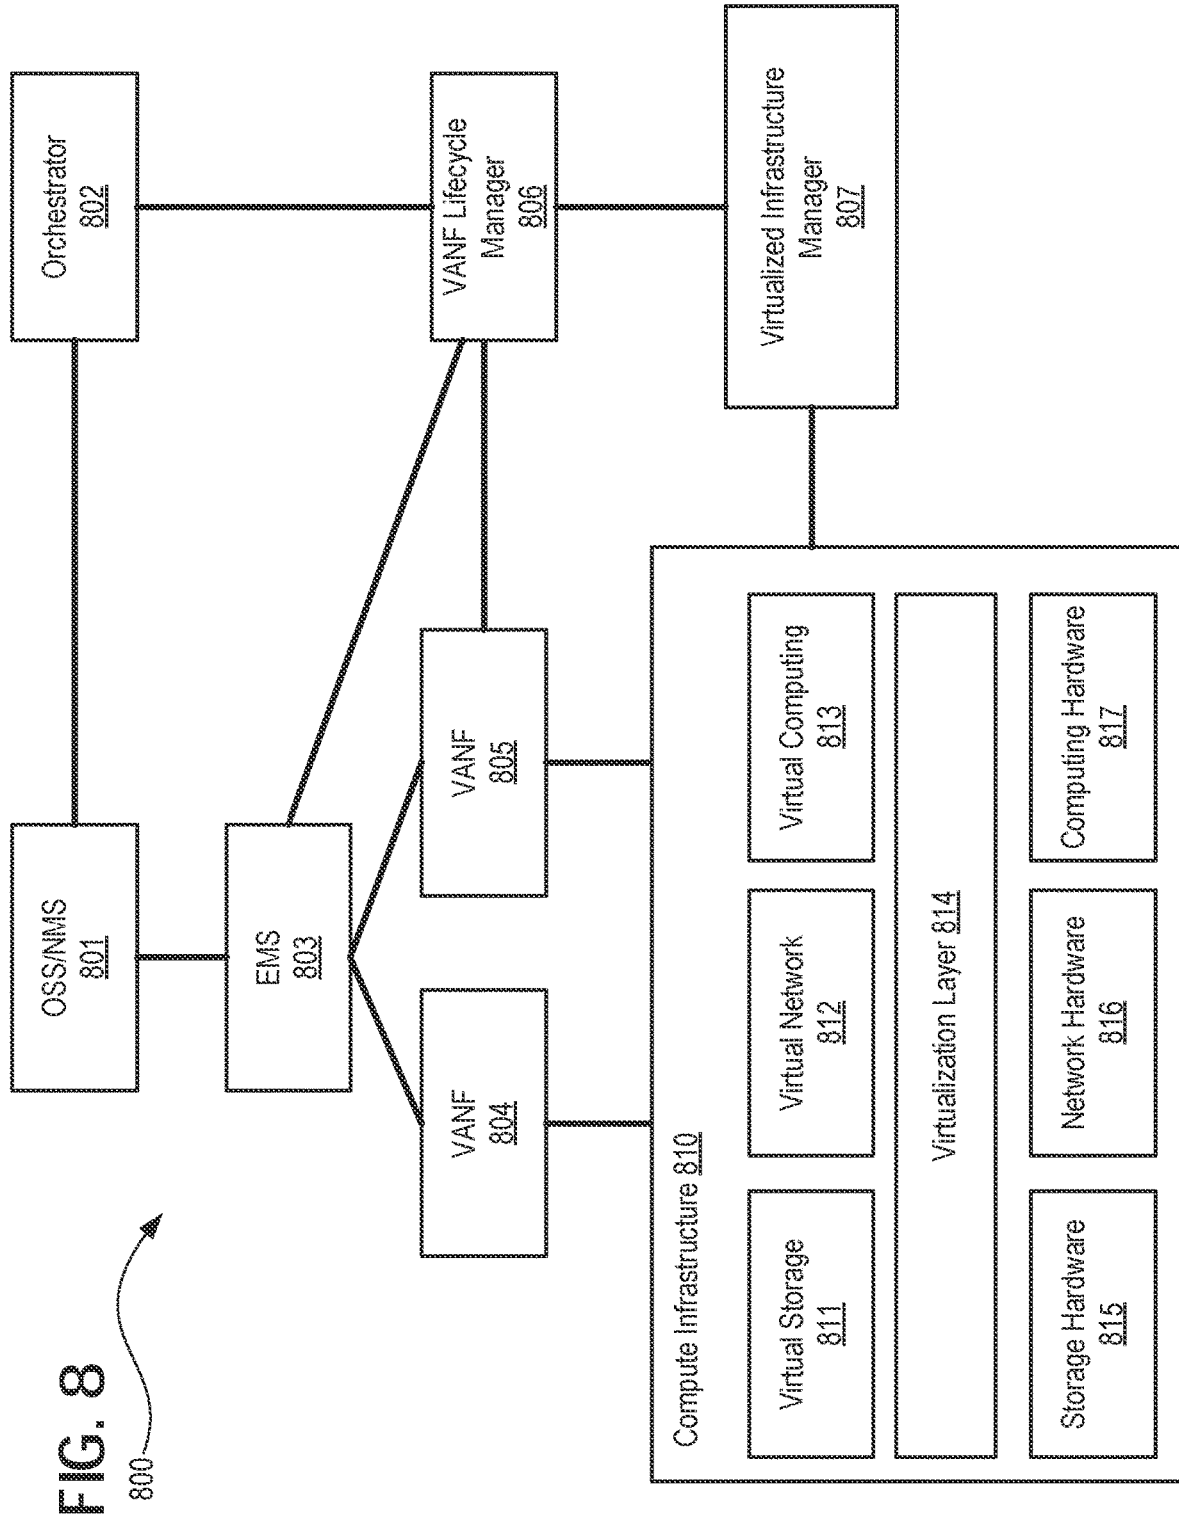 FIG. 8
800
OSS/NMS
801
Orchestrator
802
EMS
803
VANF
804
VANF
805
VANF Lifecycle
Manager
806
Compute Infrastructure 810
Virtual Storage
811
Virtual Network
812
Virtual Computing
813
Virtualization Layer 814
Storage Hardware
815
Network Hardware
816
Computing Hardware
817
Virtualized Infrastructure
Manager
807